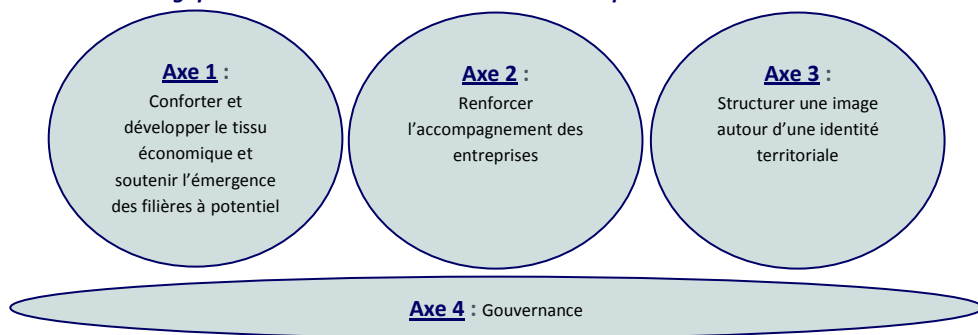 Axe 1 :
Conforter et
développer le tissu
économique et
soutenir l’émergence
des filières à potentiel
Axe 2 :
Renforcer
l’accompagnement des
entreprises
Axe 3 :
Structurer une image
autour d’une identité
territoriale
Axe 4 : Gouvernance